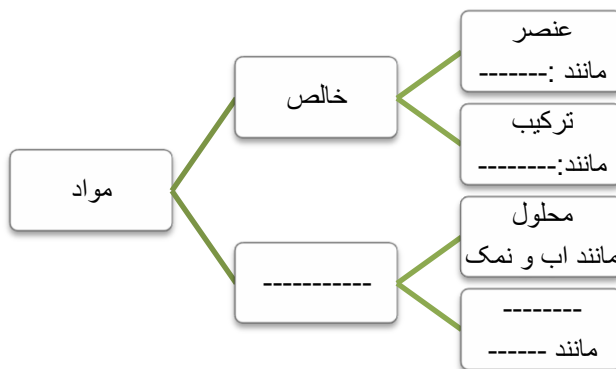 مواد
خالص
-----------
عنصر
مانند :-------
ترکیب
مانند:--------
محلول
مانند اب و نمک
--------
مانند ------